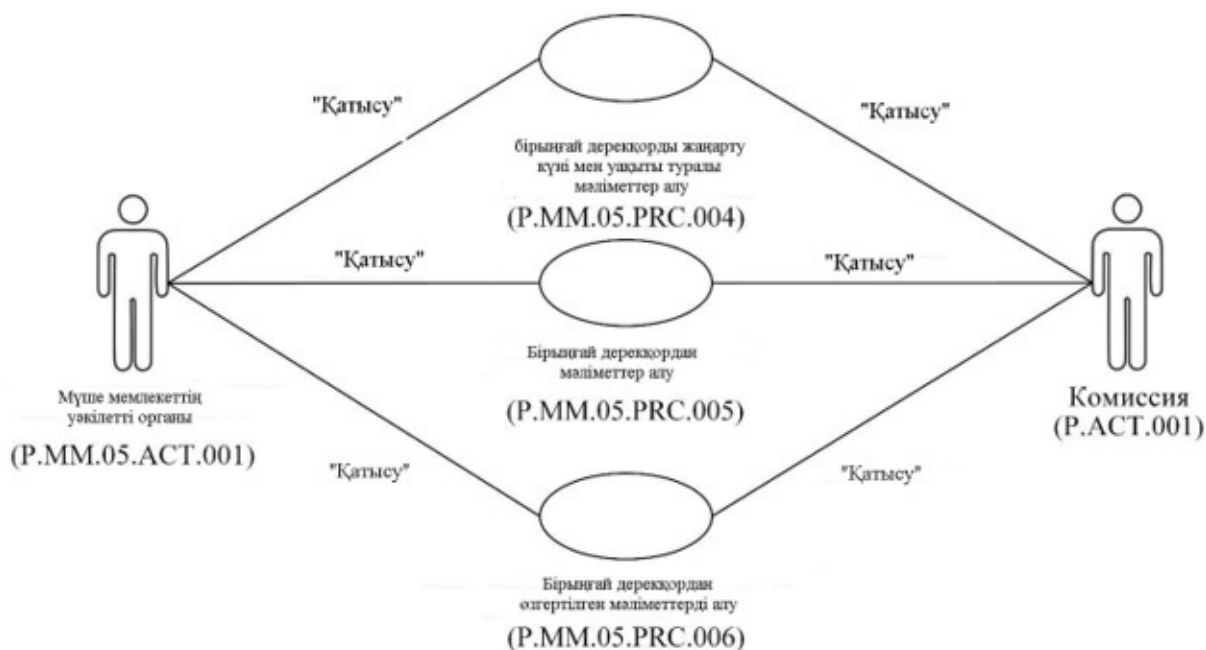 "Қатысу"
"Қатысу"
бірыңғай дерекқорды жаңарту
күні мен уақыты туралы
мәліметтер алу
(P.MM.05.PRC.004)
"Қатысу"
"Қатысу"
Бірыңғай дерекқордан
мәліметтер алу
(P.MM.05.PRC.005)
Мүше мемлекеттің
уәкілетті органы
(P.MM.05.ACT.001)
Комиссия
(P.ACT.001)
"Қатысу"
"Қатысу"
Бірыңғай дерекқордан
өзгертілген мәліметтерді алу
(P.MM.05.PRC.006)